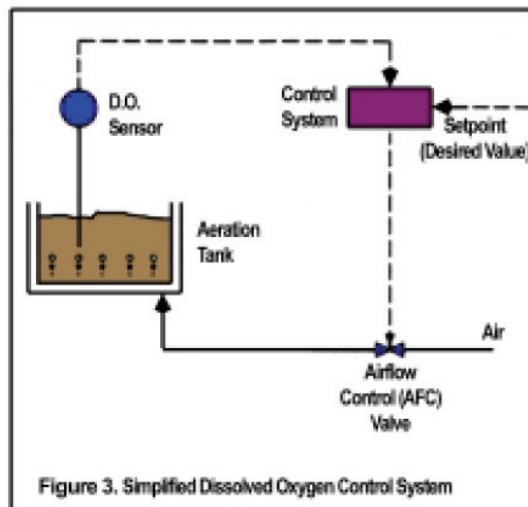 D.O.
Sensor
Control
System
Setpoint
(Desired Value)
Aeration
Tank
Air
Airflow
Control (AFC)
Valve
Figure 3. Simplified Dissolved Oxygen Control System